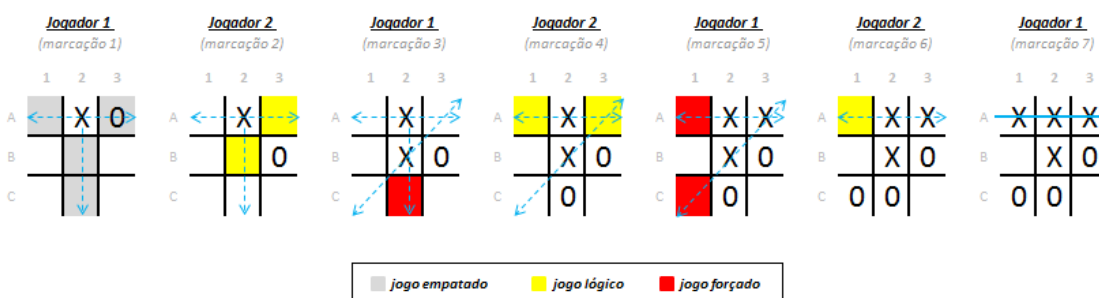 Jogador 1 Jogador 2 Jogador 1 Jogador 2 Jogador 1 Jogador 2 Jogador 1
(marcação 1) (marcação 2) (marcação 3) (marcação 4) (marcação 5) (marcação 6) (marcação 7)
1 2 3 1 2 3 1 2 3 1 2 3 1 2 3 1 2 3 1 2 3
A X O A X A X A X A X X A X X A X X X
B B O B X O B X O B X O B X O B X O
C C C C O C O C O O C O O
jogo empatado jogo lógico jogo forçado